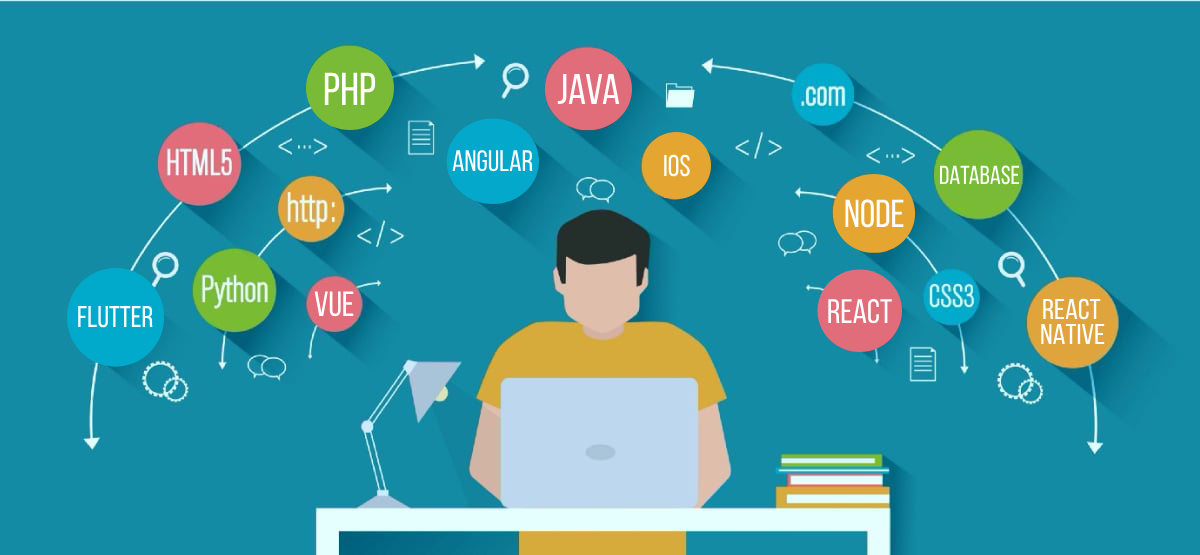 PHP
JAVA
.com
HTML5
<...>
ANGULAR
IOS
</>
<...>
DATABASE
http:
</>
NODE
FLUTTER
Python
VUE
REACT
CSS3
REACT
NATIVE